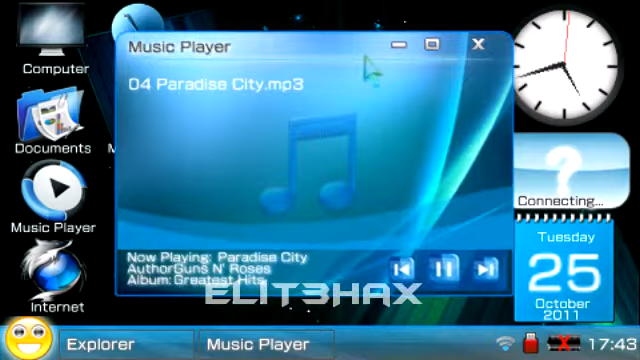 Music Player
04 Paradise City.mp3
Computer
Documents
M
Music Player
Internet
Now Playing: Paradise City
AuthorGuns N' Roses
Album:Greatest Hits
ELIT3HAX
Connecting...
Tuesday
25
October
2011
Explorer
Music Player
17:43